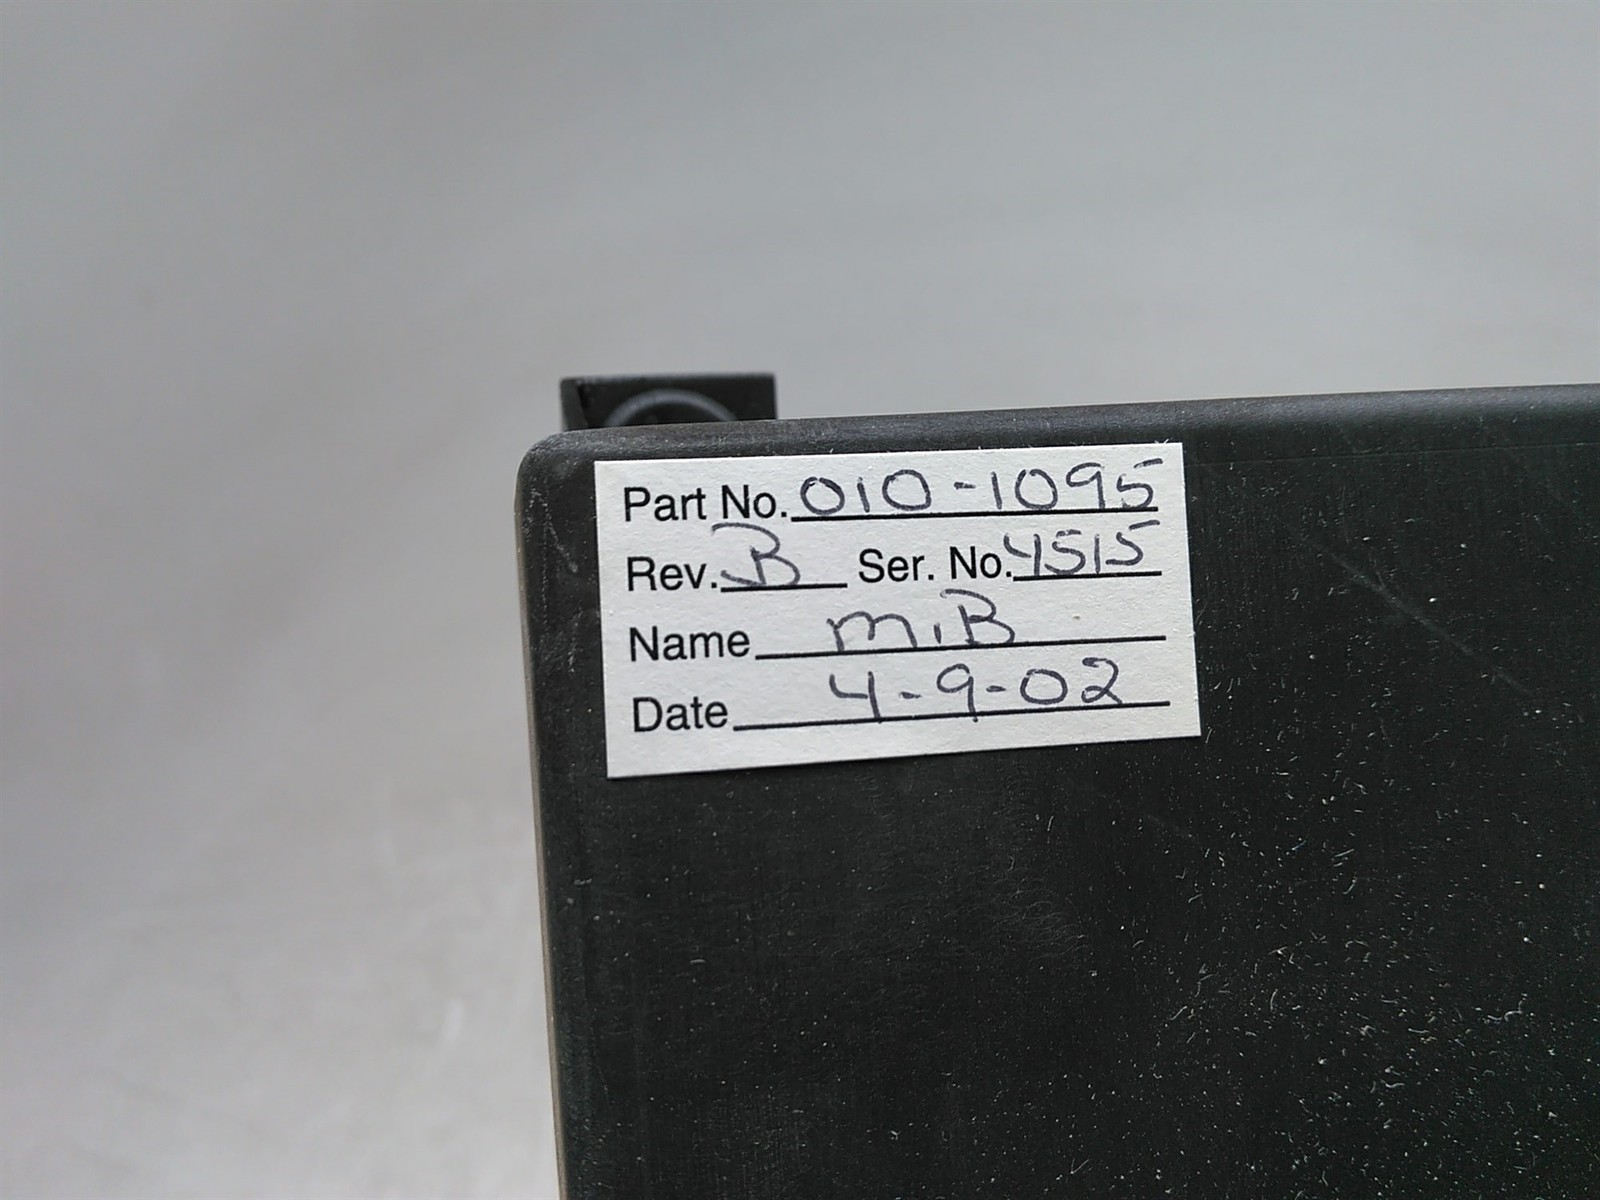 Part No. 010-1095
Rev. B Ser. No. 4515
Name m.B
Date 4-9-02